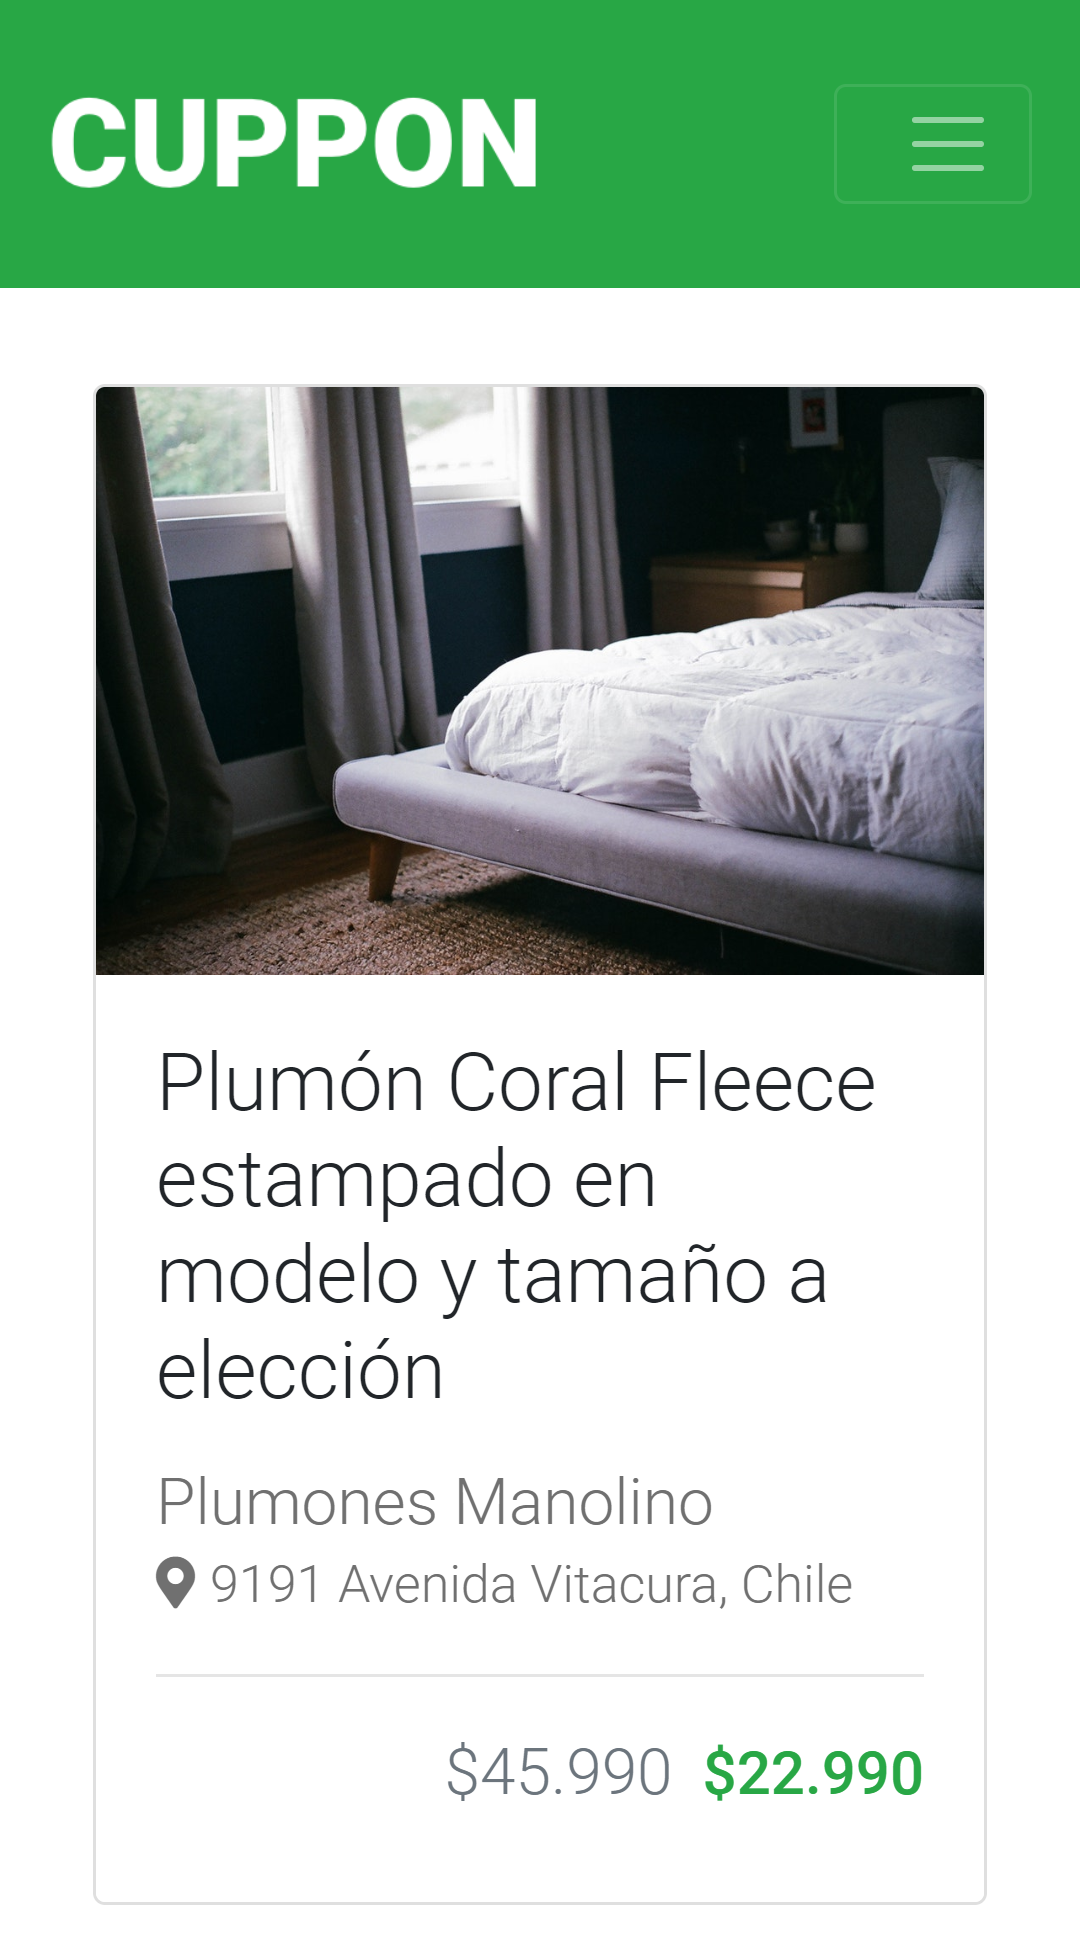 CUPPON
Plumón Coral Fleece
estampado en
modelo y tamaño a
elección
Plumones Manolino
9191 Avenida Vitacura, Chile
$45.990 $22.990